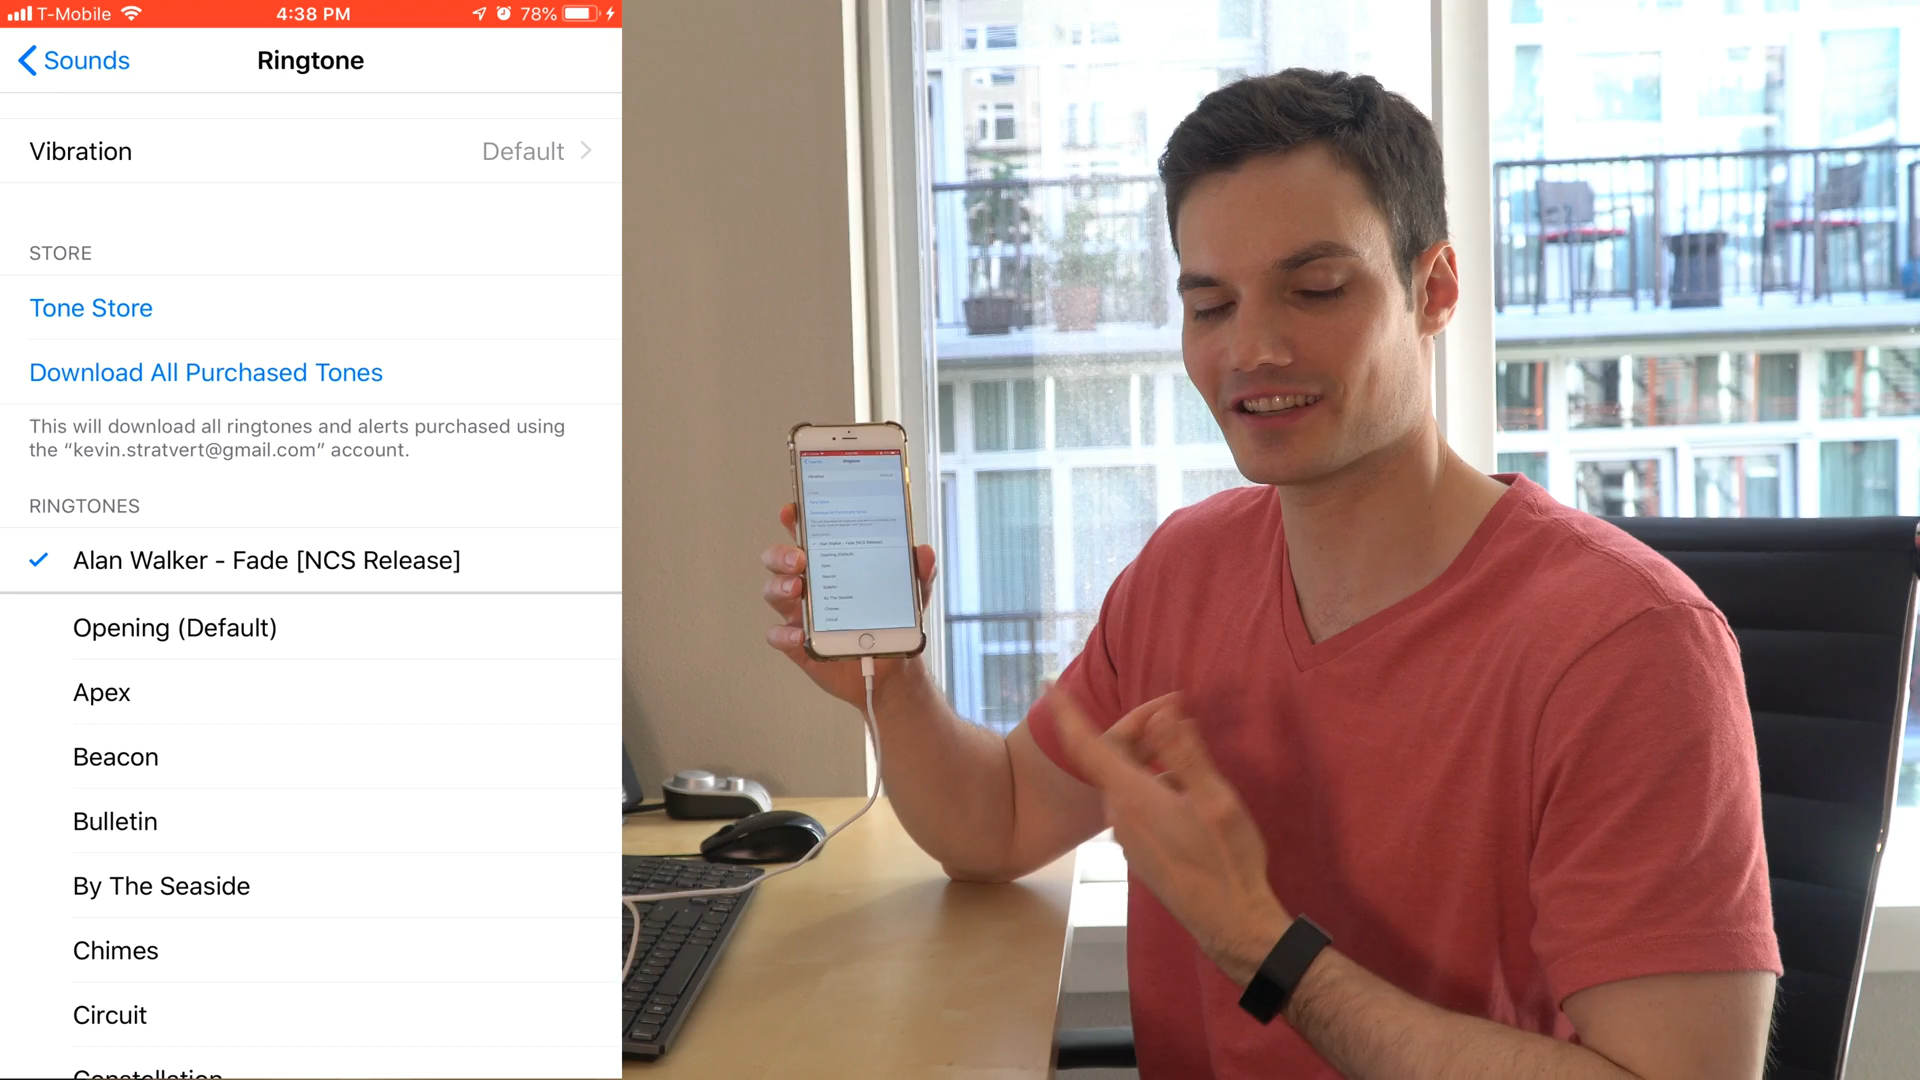 T-Mobile 4:38 PM 78%
Sounds Ringtone
Vibration Default
STORE
Tone Store
Download All Purchased Tones
This will download all ringtones and alerts purchased using
the “kevin.stratvert@gmail.com” account.
RINGTONES
Alan Walker - Fade [NCS Release]
Opening (Default)
Apex
Beacon
Bulletin
By The Seaside
Chimes
Circuit
Constellation